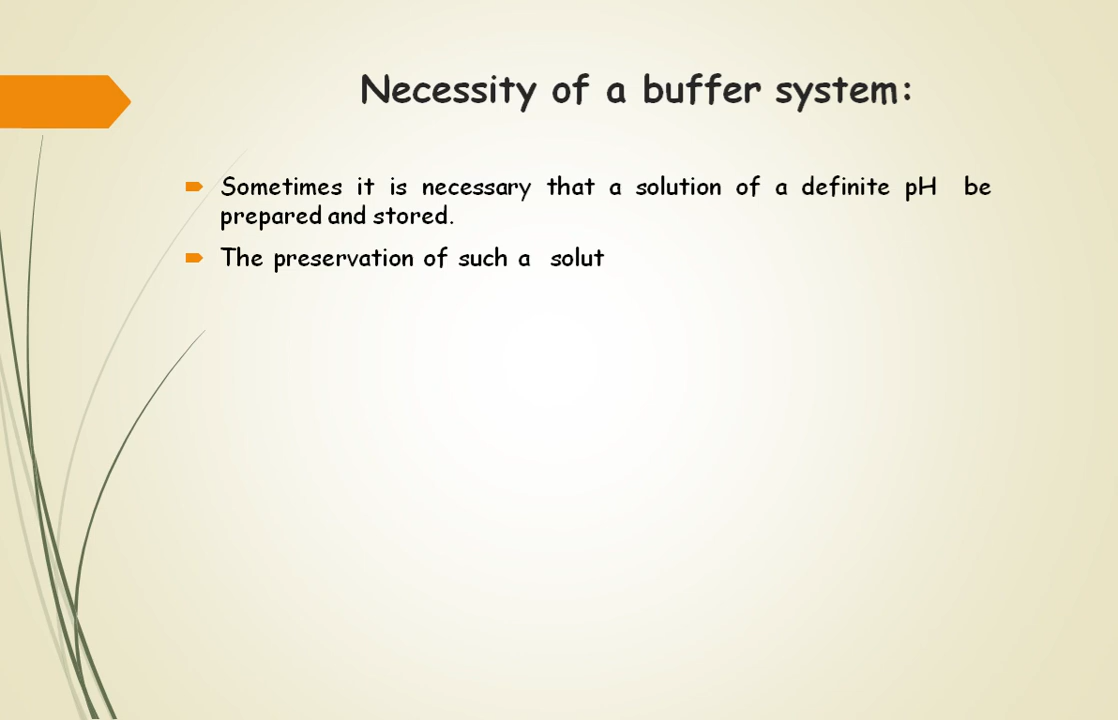 Necessity of a buffer system:
Sometimes it is necessary that a solution of a definite pH be
prepared and stored.
The preservation of such a solut